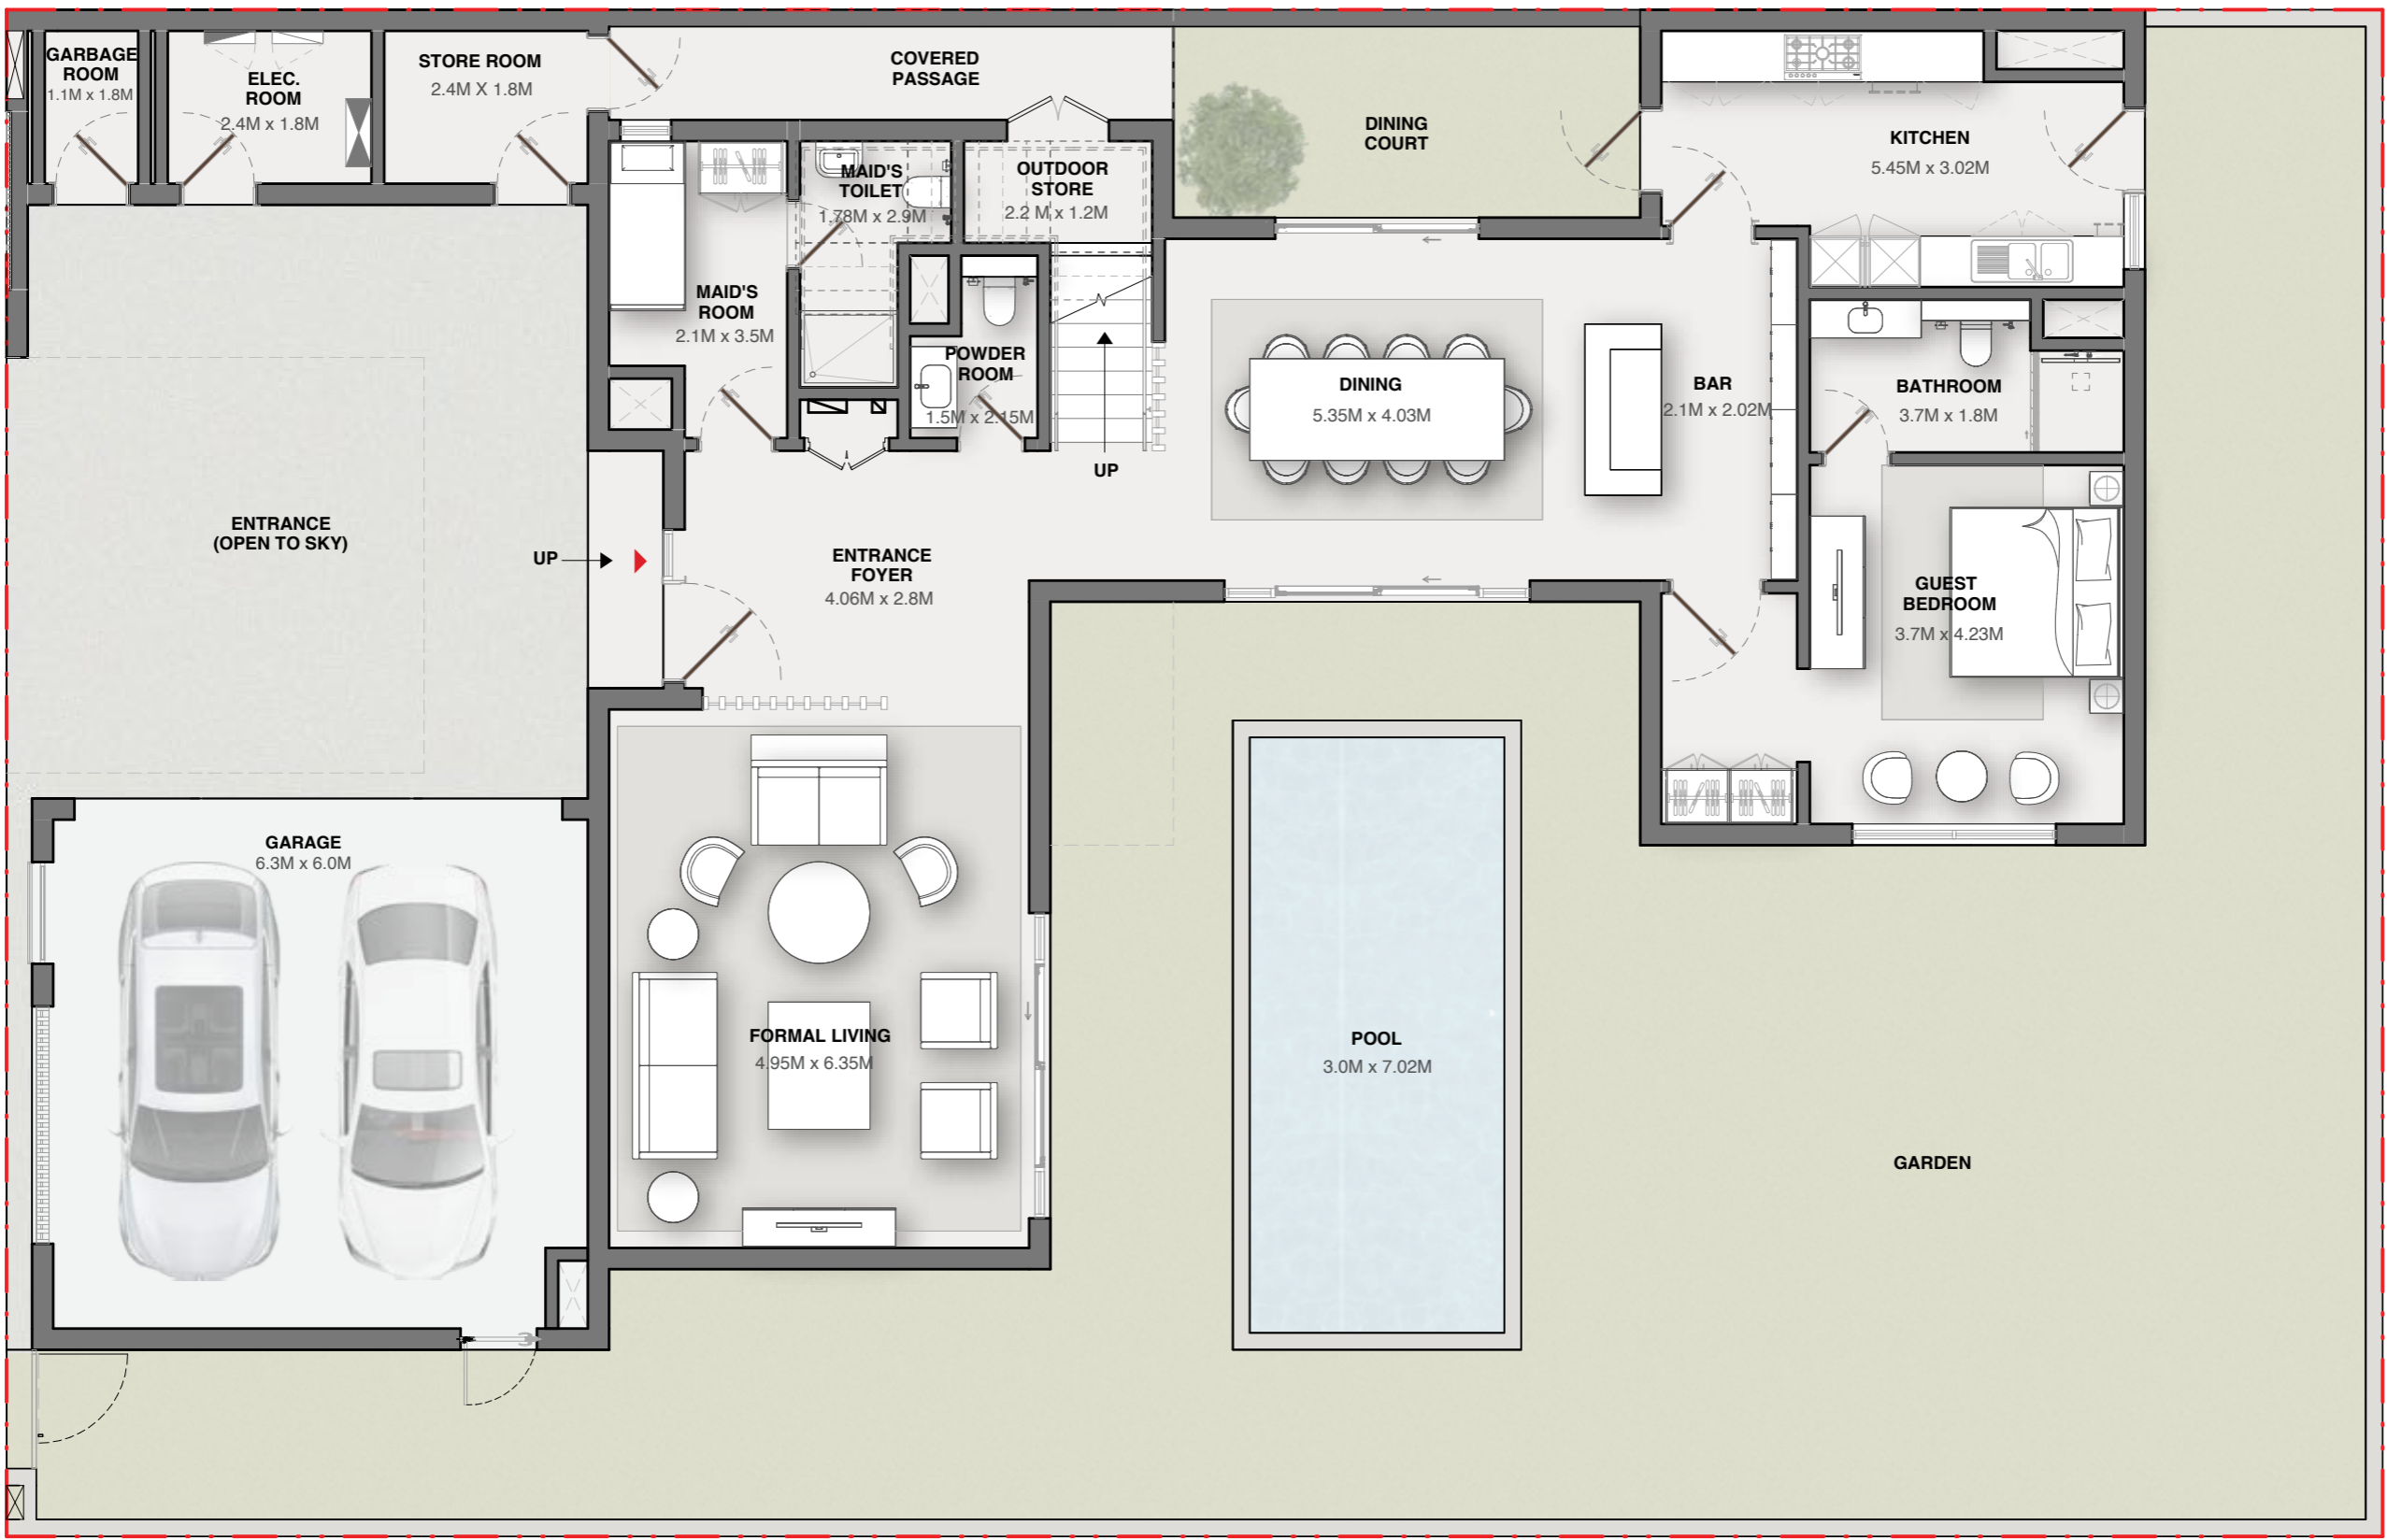 GARBAGE
ROOM
1.1M x 1.8M
ELEC.
ROOM
2.4M x 1.8M
STORE ROOM
2.4M X 1.8M
COVERED
PASSAGE
DINING
COURT
KITCHEN
5.45M x 3.02M
MAID'S
TOILET
1.78M x 2.9M
OUTDOOR
STORE
2.2 M x 1.2M
MAID'S
ROOM
2.1M x 3.5M
POWDER
ROOM
1.5M x 2.15M
UP
DINING
5.35M x 4.03M
BAR
2.1M x 2.02M
BATHROOM
3.7M x 1.8M
ENTRANCE
(OPEN TO SKY)
UP
ENTRANCE
FOYER
4.06M x 2.8M
GUEST
BEDROOM
3.7M x 4.23M
GARAGE
6.3M x 6.0M
FORMAL LIVING
4.95M x 6.35M
POOL
3.0M x 7.02M
GARDEN